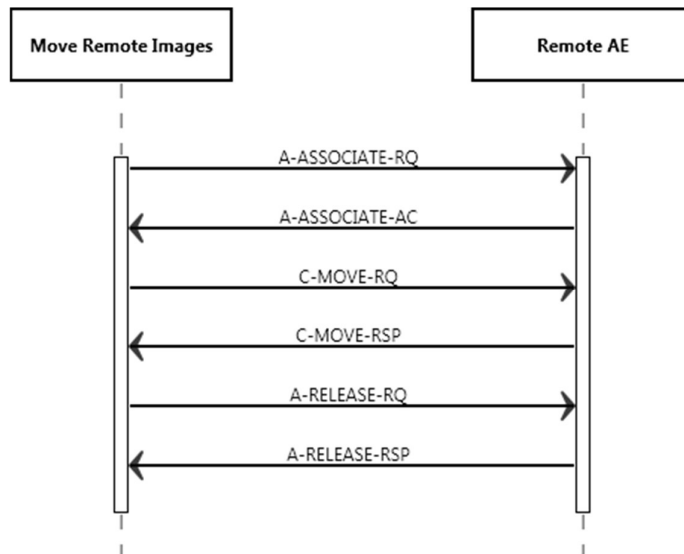 Move Remote Images
Remote AE
A-ASSOCIATE-RQ
A-ASSOCIATE-AC
C-MOVE-RQ
C-MOVE-RSP
A-RELEASE-RQ
A-RELEASE-RSP